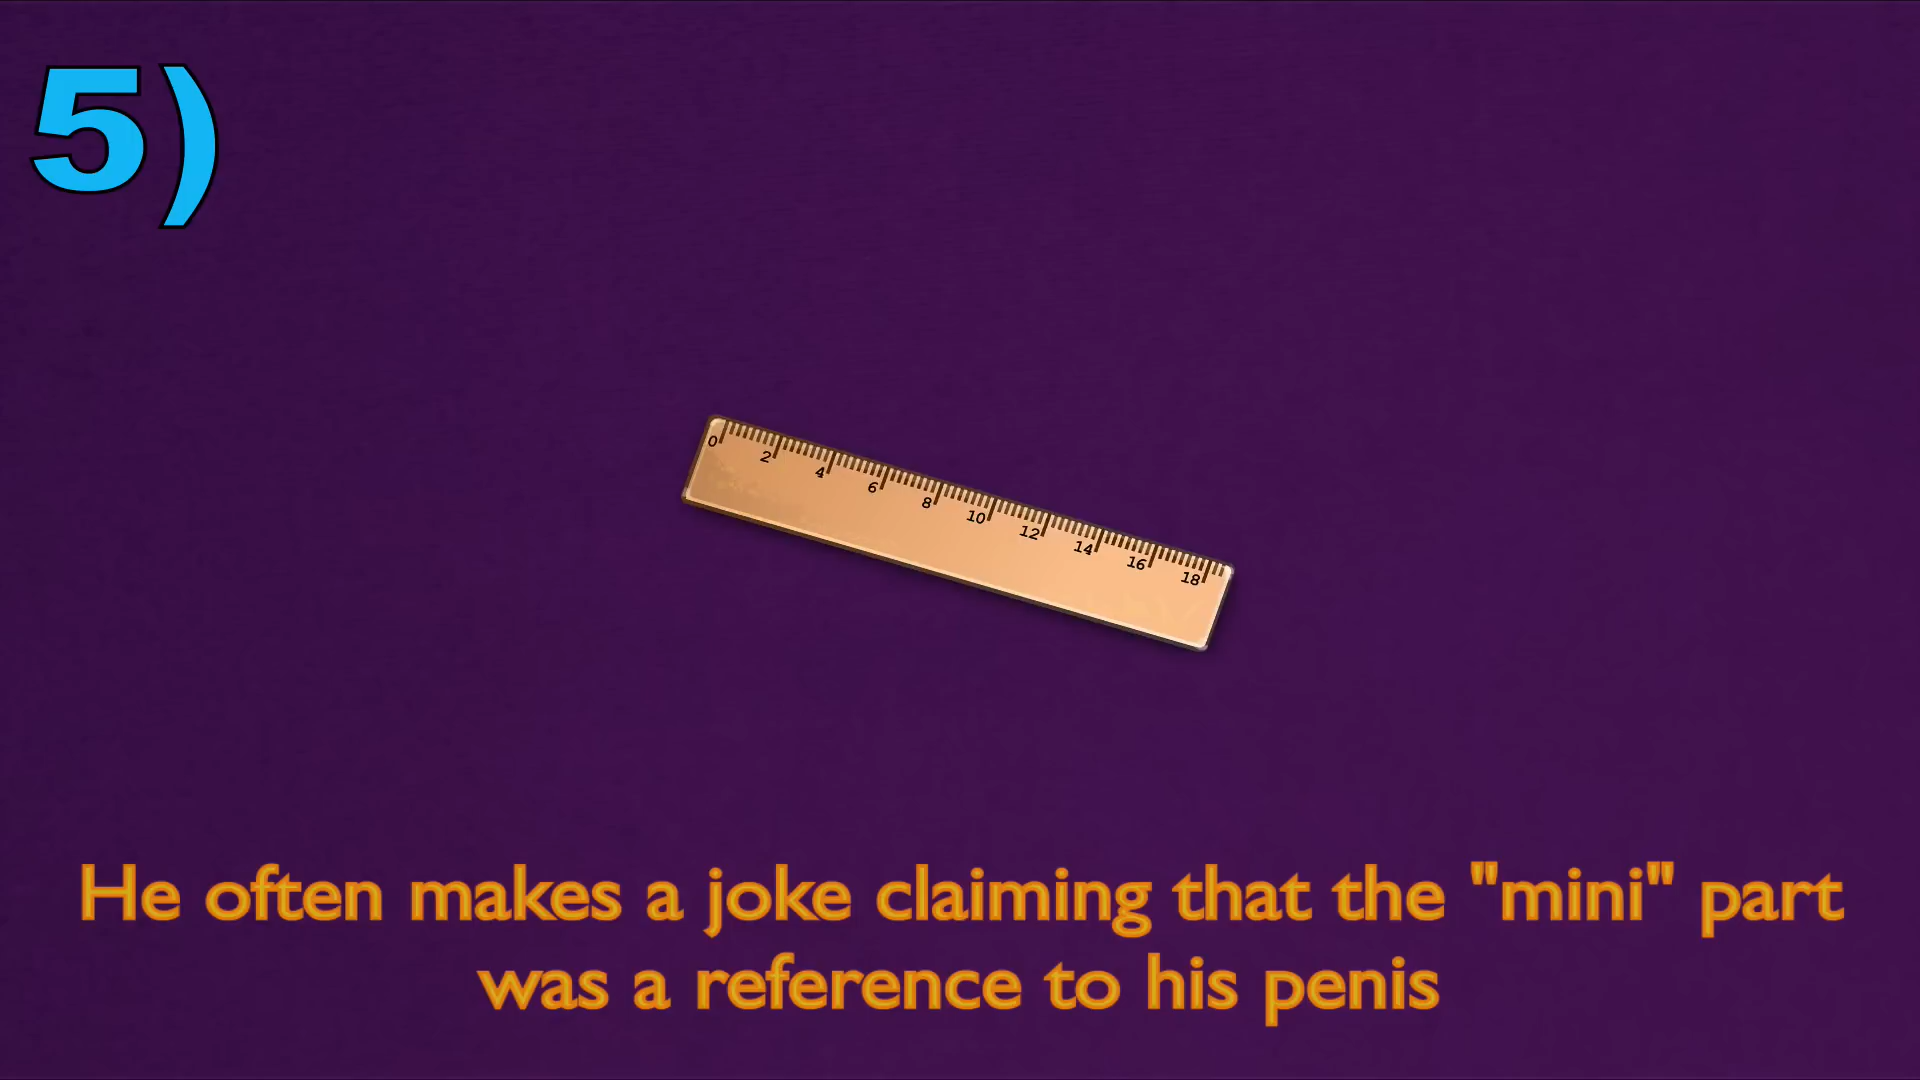 5)
0 2 4 6 8 10 12 14 16 18
He often makes a joke claiming that the "mini" part
was a reference to his penis